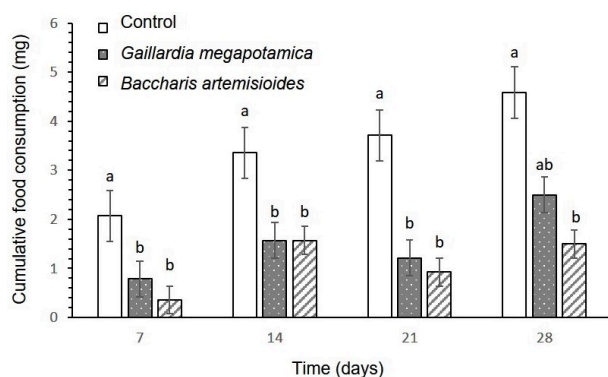 Control
Gaillardia megapotamica
Baccharis artemisioides
Cumulative food consumption (mg)
6
5
4
3
2
1
0
a
b
b
a
b
b
a
b
b
a
ab
b
7
14
21
28
Time (days)